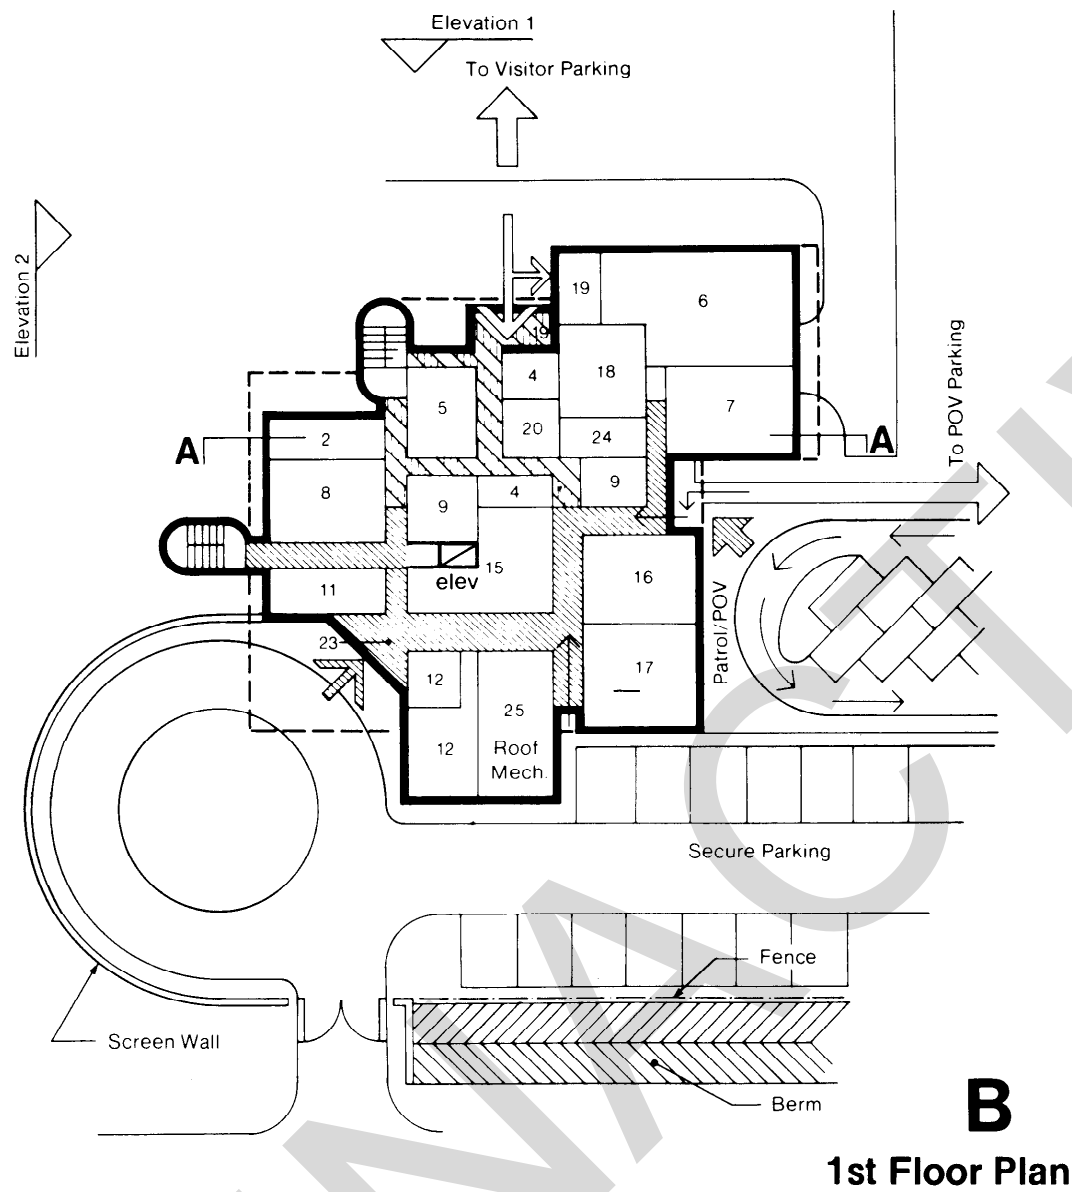 Elevation 1
To Visitor Parking
Elevation 2
19
6
19
4
18
5
7
To POV Parking
A
2
20
24
A
8
9
4
9
15
elev
16
11
Patrol/POV
23
12
17
25
12
Roof
Mech.
Secure Parking
Fence
Screen Wall
Berm
B
1st Floor Plan